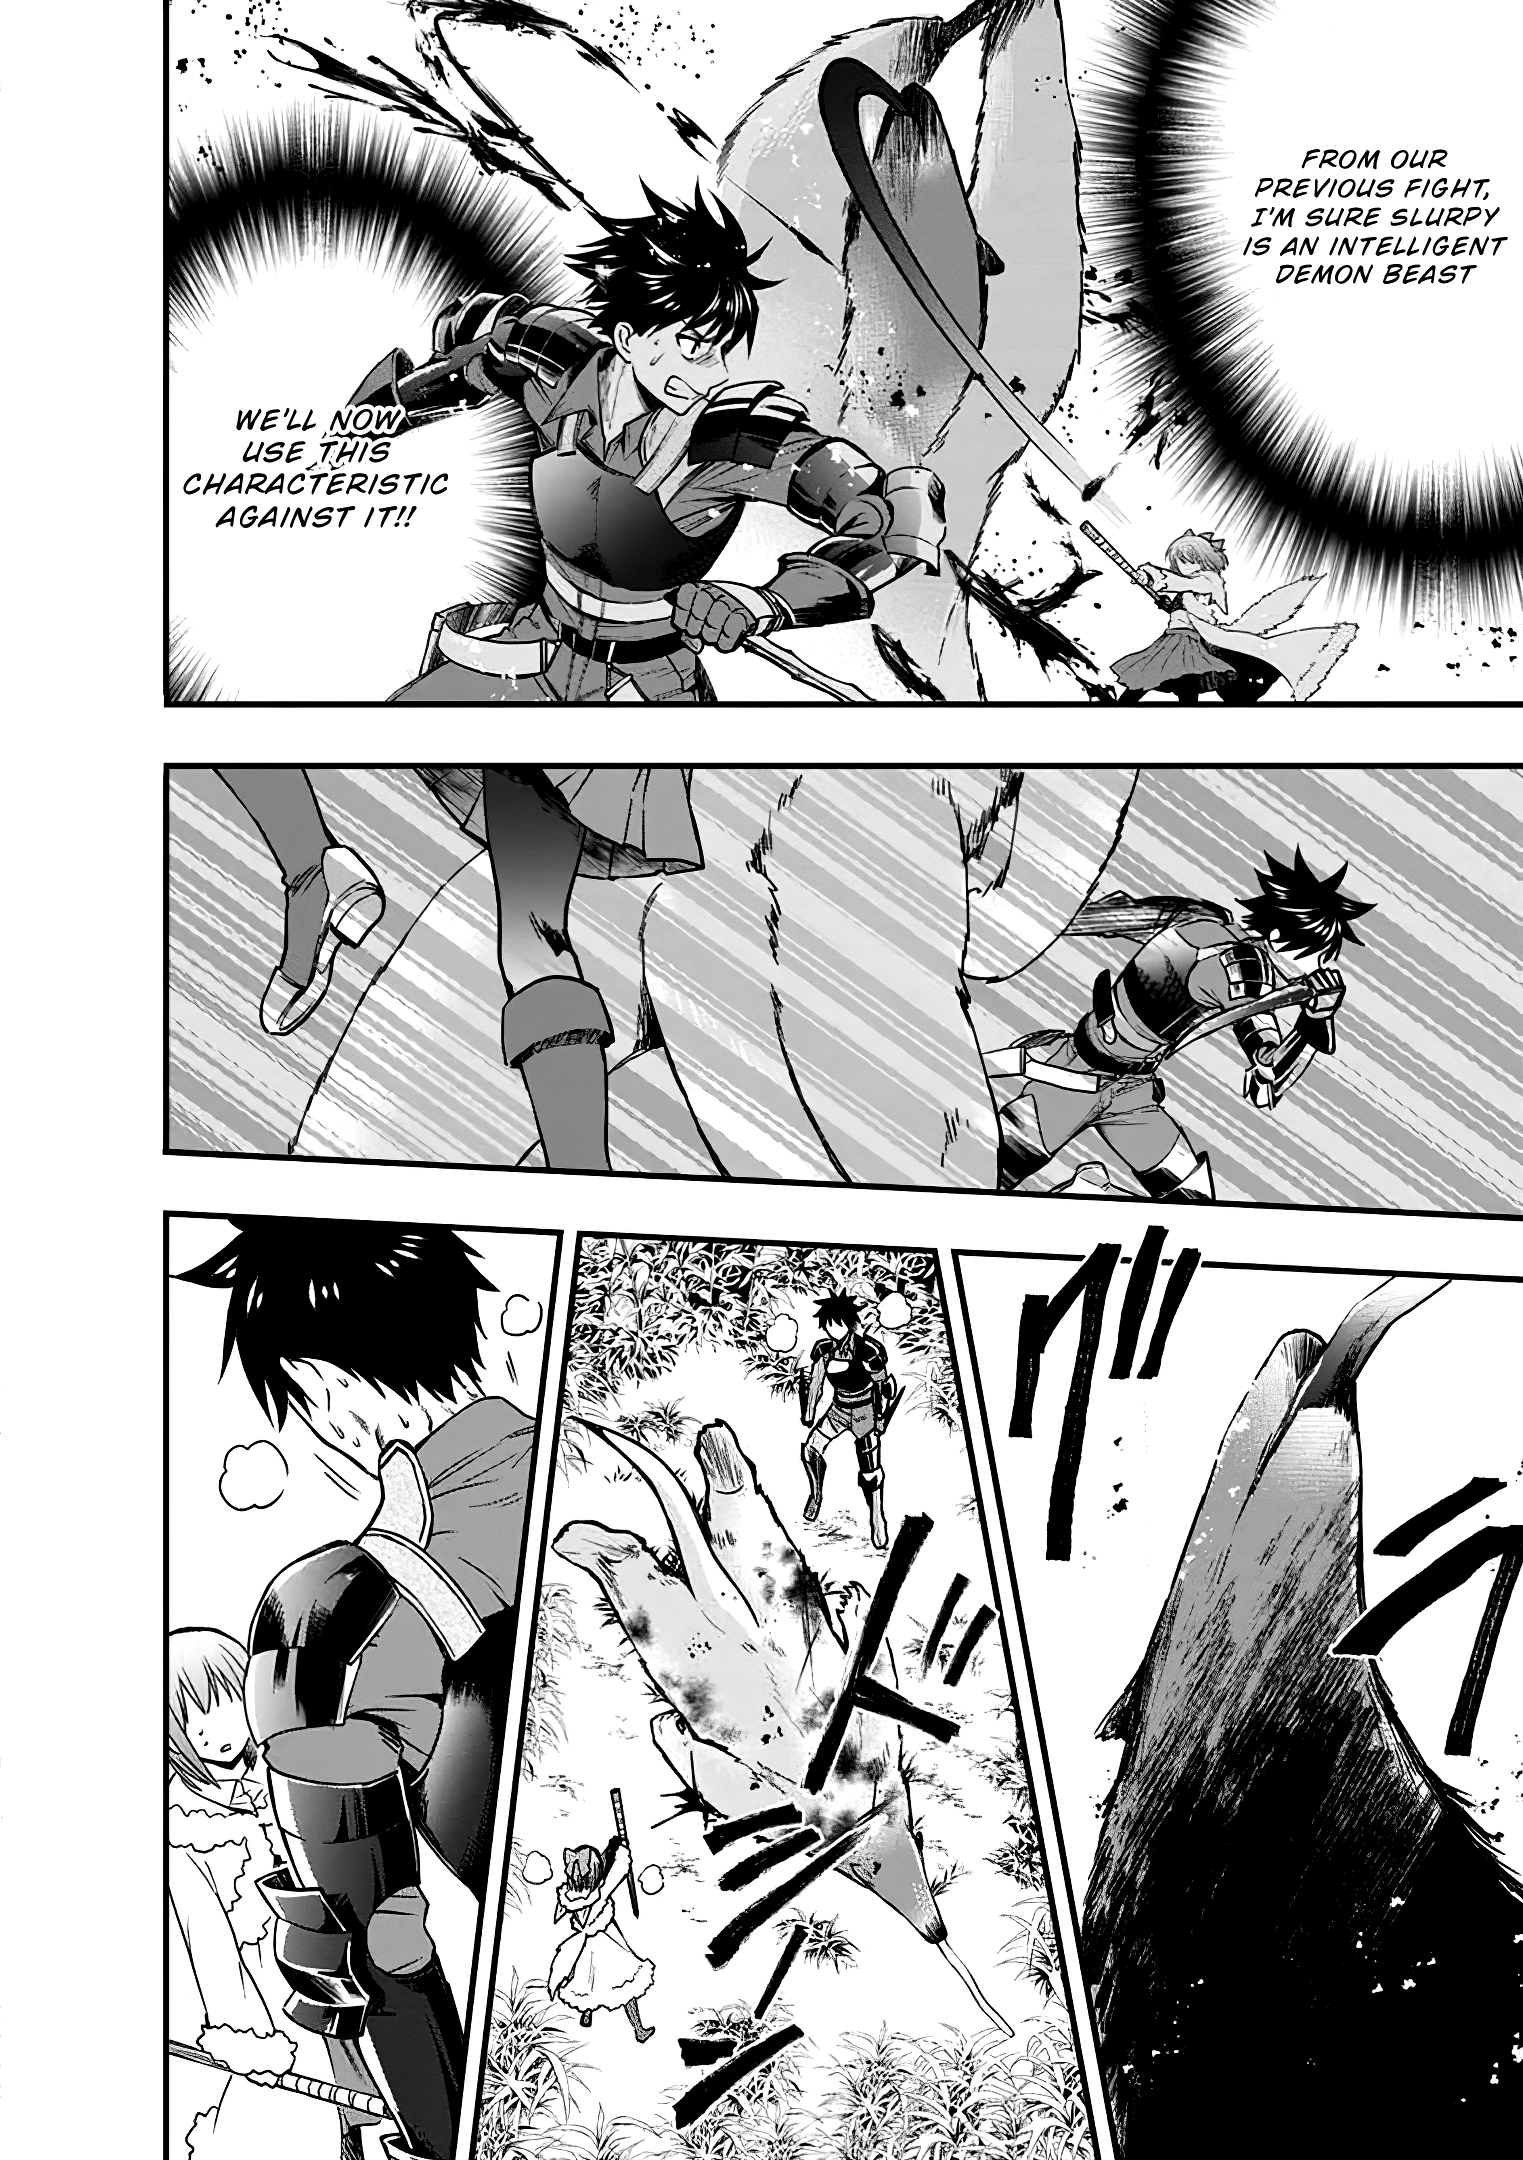 FROM OUR
PREVIOUS FIGHT,
I'M SURE SLURPY
IS AN INTELLIGENT
DEMON BEAST
WE'LL NOW
USE THIS
CHARACTERISTIC
AGAINST IT!!